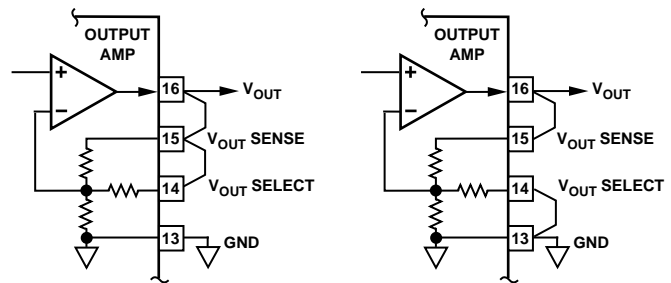 OUTPUT
AMP
+
−
16
V_OUT
15
V_OUT SENSE
14
V_OUT SELECT
13
GND
OUTPUT
AMP
+
−
16
V_OUT
15
V_OUT SENSE
14
V_OUT SELECT
13
GND